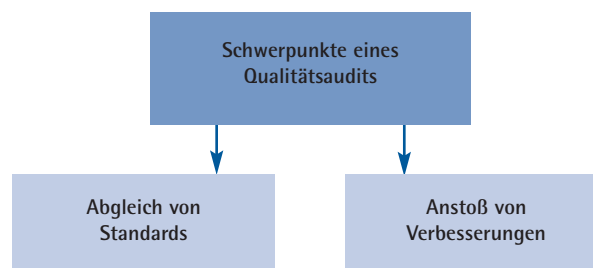 Schwerpunkte eines
Qualitätsaudits
Abgleich von
Standards
Anstoß von
Verbesserungen